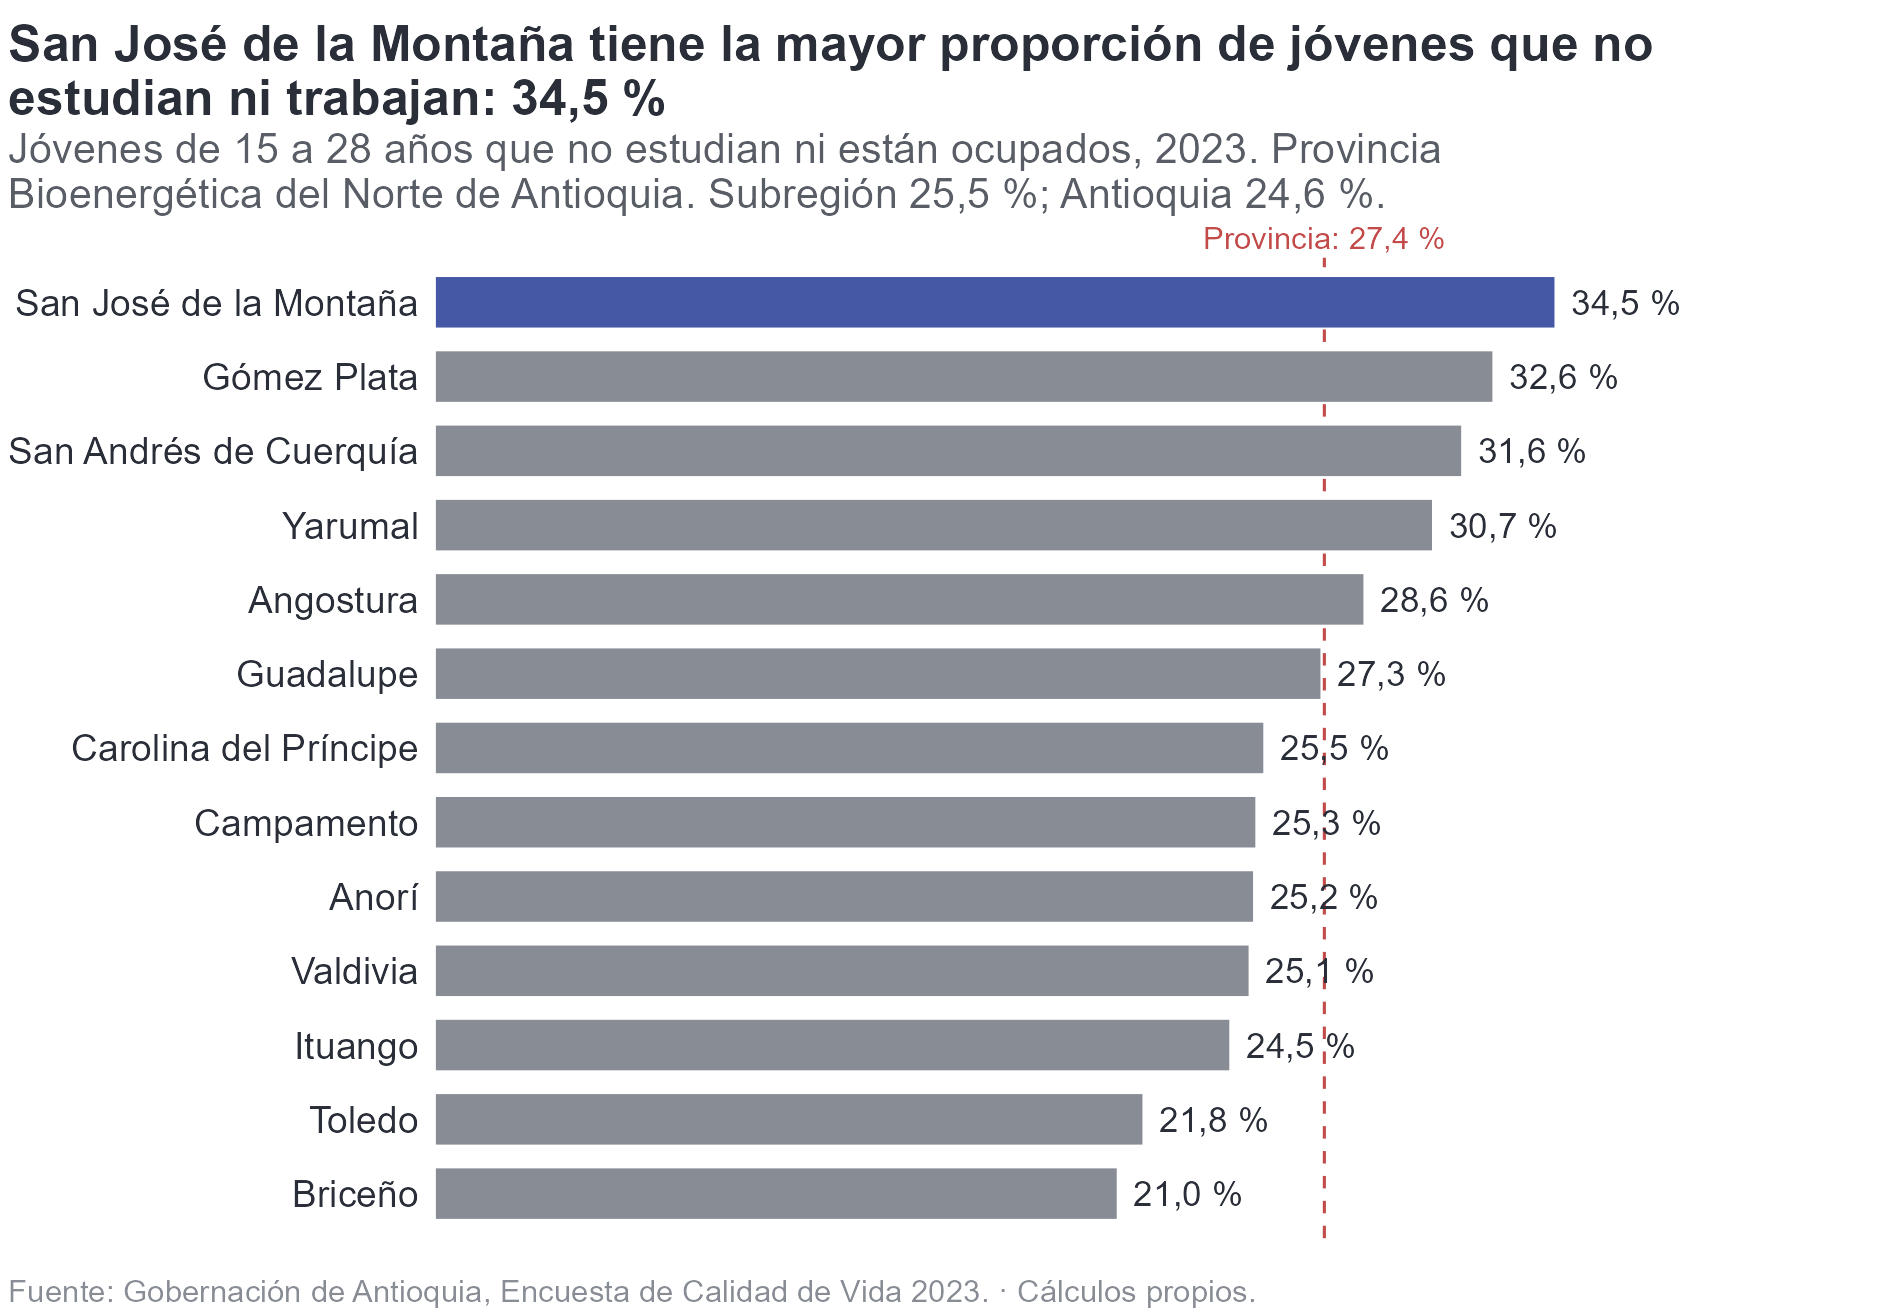 San José de la Montaña tiene la mayor proporción de jóvenes que no
estudian ni trabajan: 34,5 %
Jóvenes de 15 a 28 años que no estudian ni están ocupados, 2023. Provincia
Bioenergética del Norte de Antioquia. Subregión 25,5 %; Antioquia 24,6 %.
Provincia: 27,4 %
San José de la Montaña 34,5 %
Gómez Plata 32,6 %
San Andrés de Cuerquía 31,6 %
Yarumal 30,7 %
Angostura 28,6 %
Guadalupe 27,3 %
Carolina del Príncipe 25,5 %
Campamento 25,3 %
Anorí 25,2 %
Valdivia 25,1 %
Ituango 24,5 %
Toledo 21,8 %
Briceño 21,0 %
Fuente: Gobernación de Antioquia, Encuesta de Calidad de Vida 2023. · Cálculos propios.